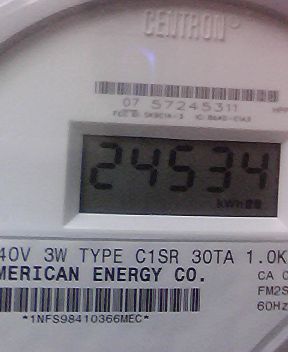 CENTRON
07 57245311
24534
kWh
40V 3W TYPE C1SR 30TA 1.0K
MERICAN ENERGY CO.
CA 0
FM2S
60Hz
*1NFS98410366MEC*